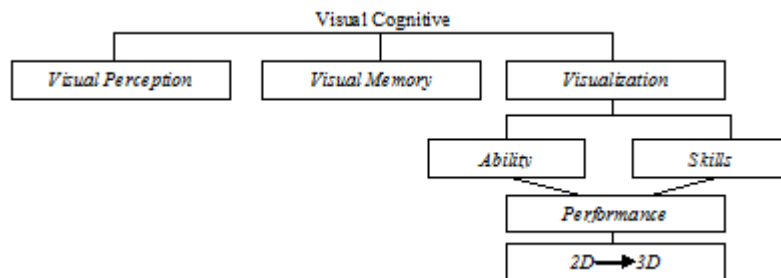 Visual Cognitive
Visual Perception Visual Memory Visualization
Ability Skills
Performance
2D 3D